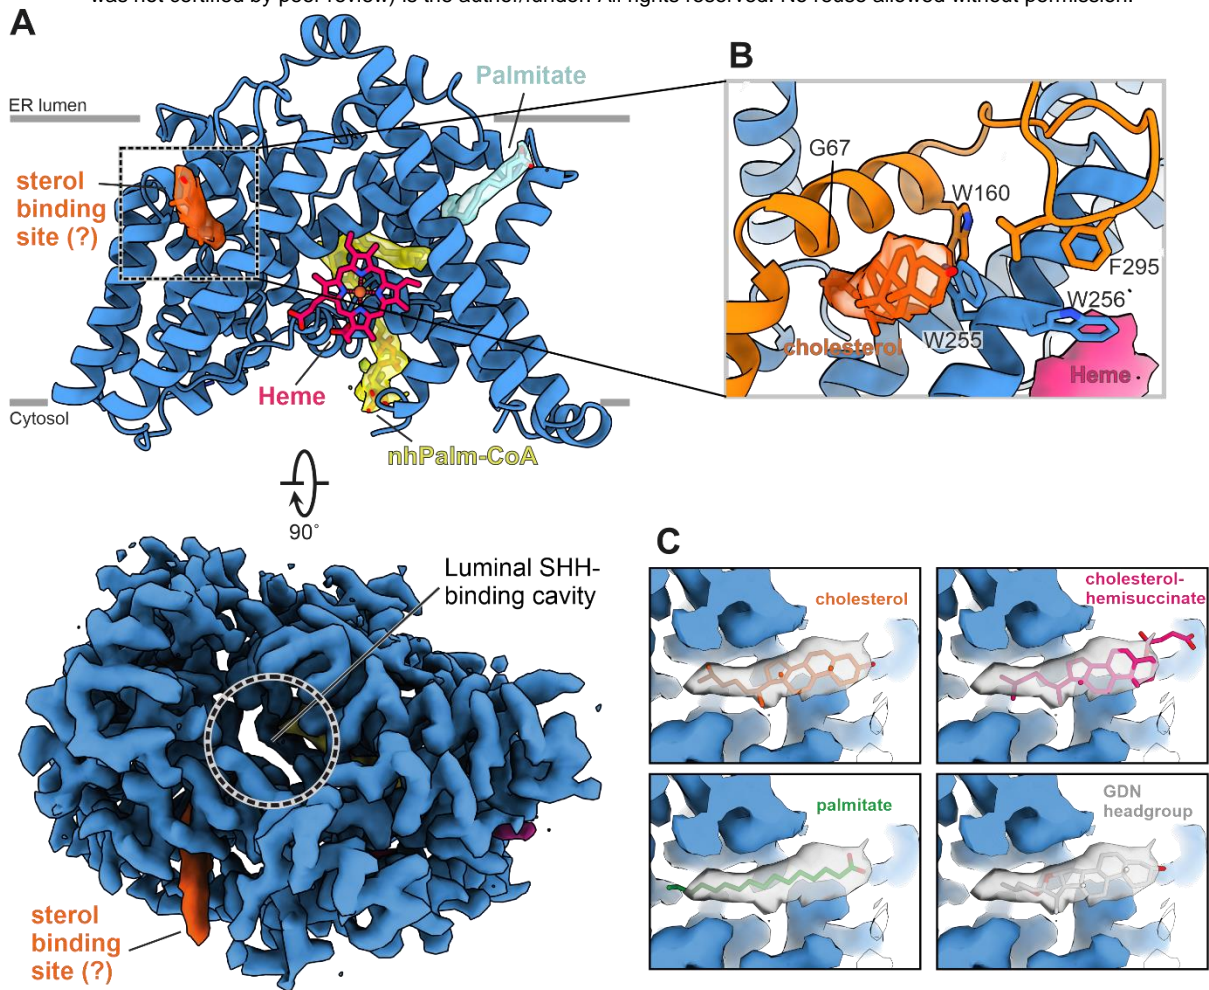 was not certified by peer review) is the author/funder. All rights reserved. No reuse allowed without permission.
A
Palmitate
ER lumen
sterol
binding
site (?)
Heme
Cytosol
nhPalm-CoA
90°
B
G67
W160
F295
W256
W255
cholesterol
Heme
Luminal SHH-
binding cavity
sterol
binding
site (?)
C
cholesterol
cholesterol-
hemisuccinate
palmitate
GDN
headgroup